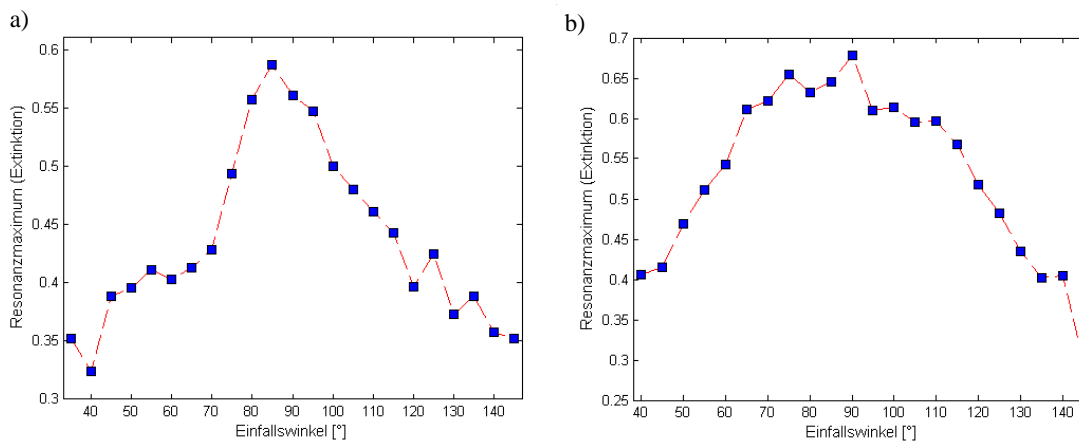 a)
0.6
0.55
0.5
0.45
0.4
0.35
0.3
Resonanzmaximum (Extinktion)
40 50 60 70 80 90 100 110 120 130 140
Einfallswinkel [°]
b)
0.7
0.65
0.6
0.55
0.5
0.45
0.4
0.35
0.3
0.25
Resonanzmaximum (Extinktion)
40 50 60 70 80 90 100 110 120 130 140
Einfallswinkel [°]